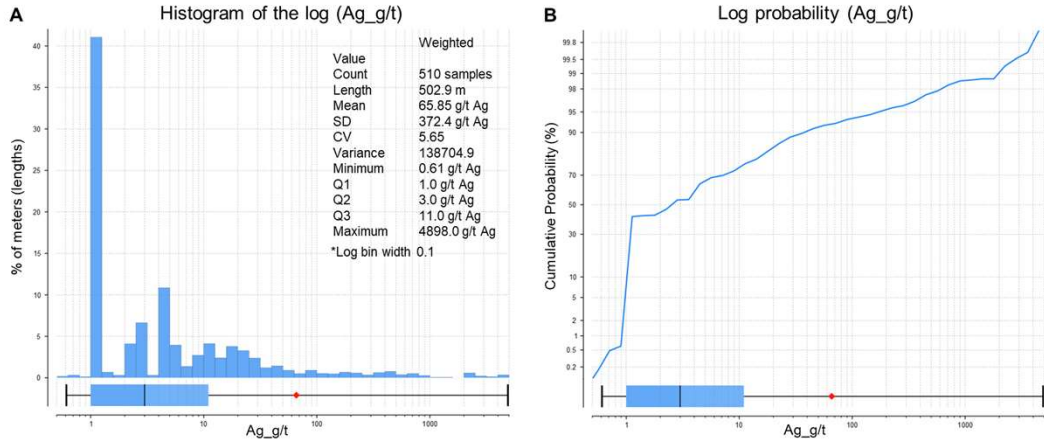 A
Histogram of the log (Ag_g/t)
% of meters (lengths)
40
35
30
25
20
15
10
5
0
Weighted
Value
Count 510 samples
Length 502.9 m
Mean 65.85 g/t Ag
SD 372.4 g/t Ag
CV 5.65
Variance 138704.9
Minimum 0.61 g/t Ag
Q1 1.0 g/t Ag
Q2 3.0 g/t Ag
Q3 11.0 g/t Ag
Maximum 4898.0 g/t Ag
*Log bin width 0.1
1 10 100 1000
Ag_g/t
B
Log probability (Ag_g/t)
Cumulative Probability (%)
99.8
99.5
99
98
95
90
70
50
30
10
5
2
1
0.5
0.2
1 10 100 1000
Ag_g/t